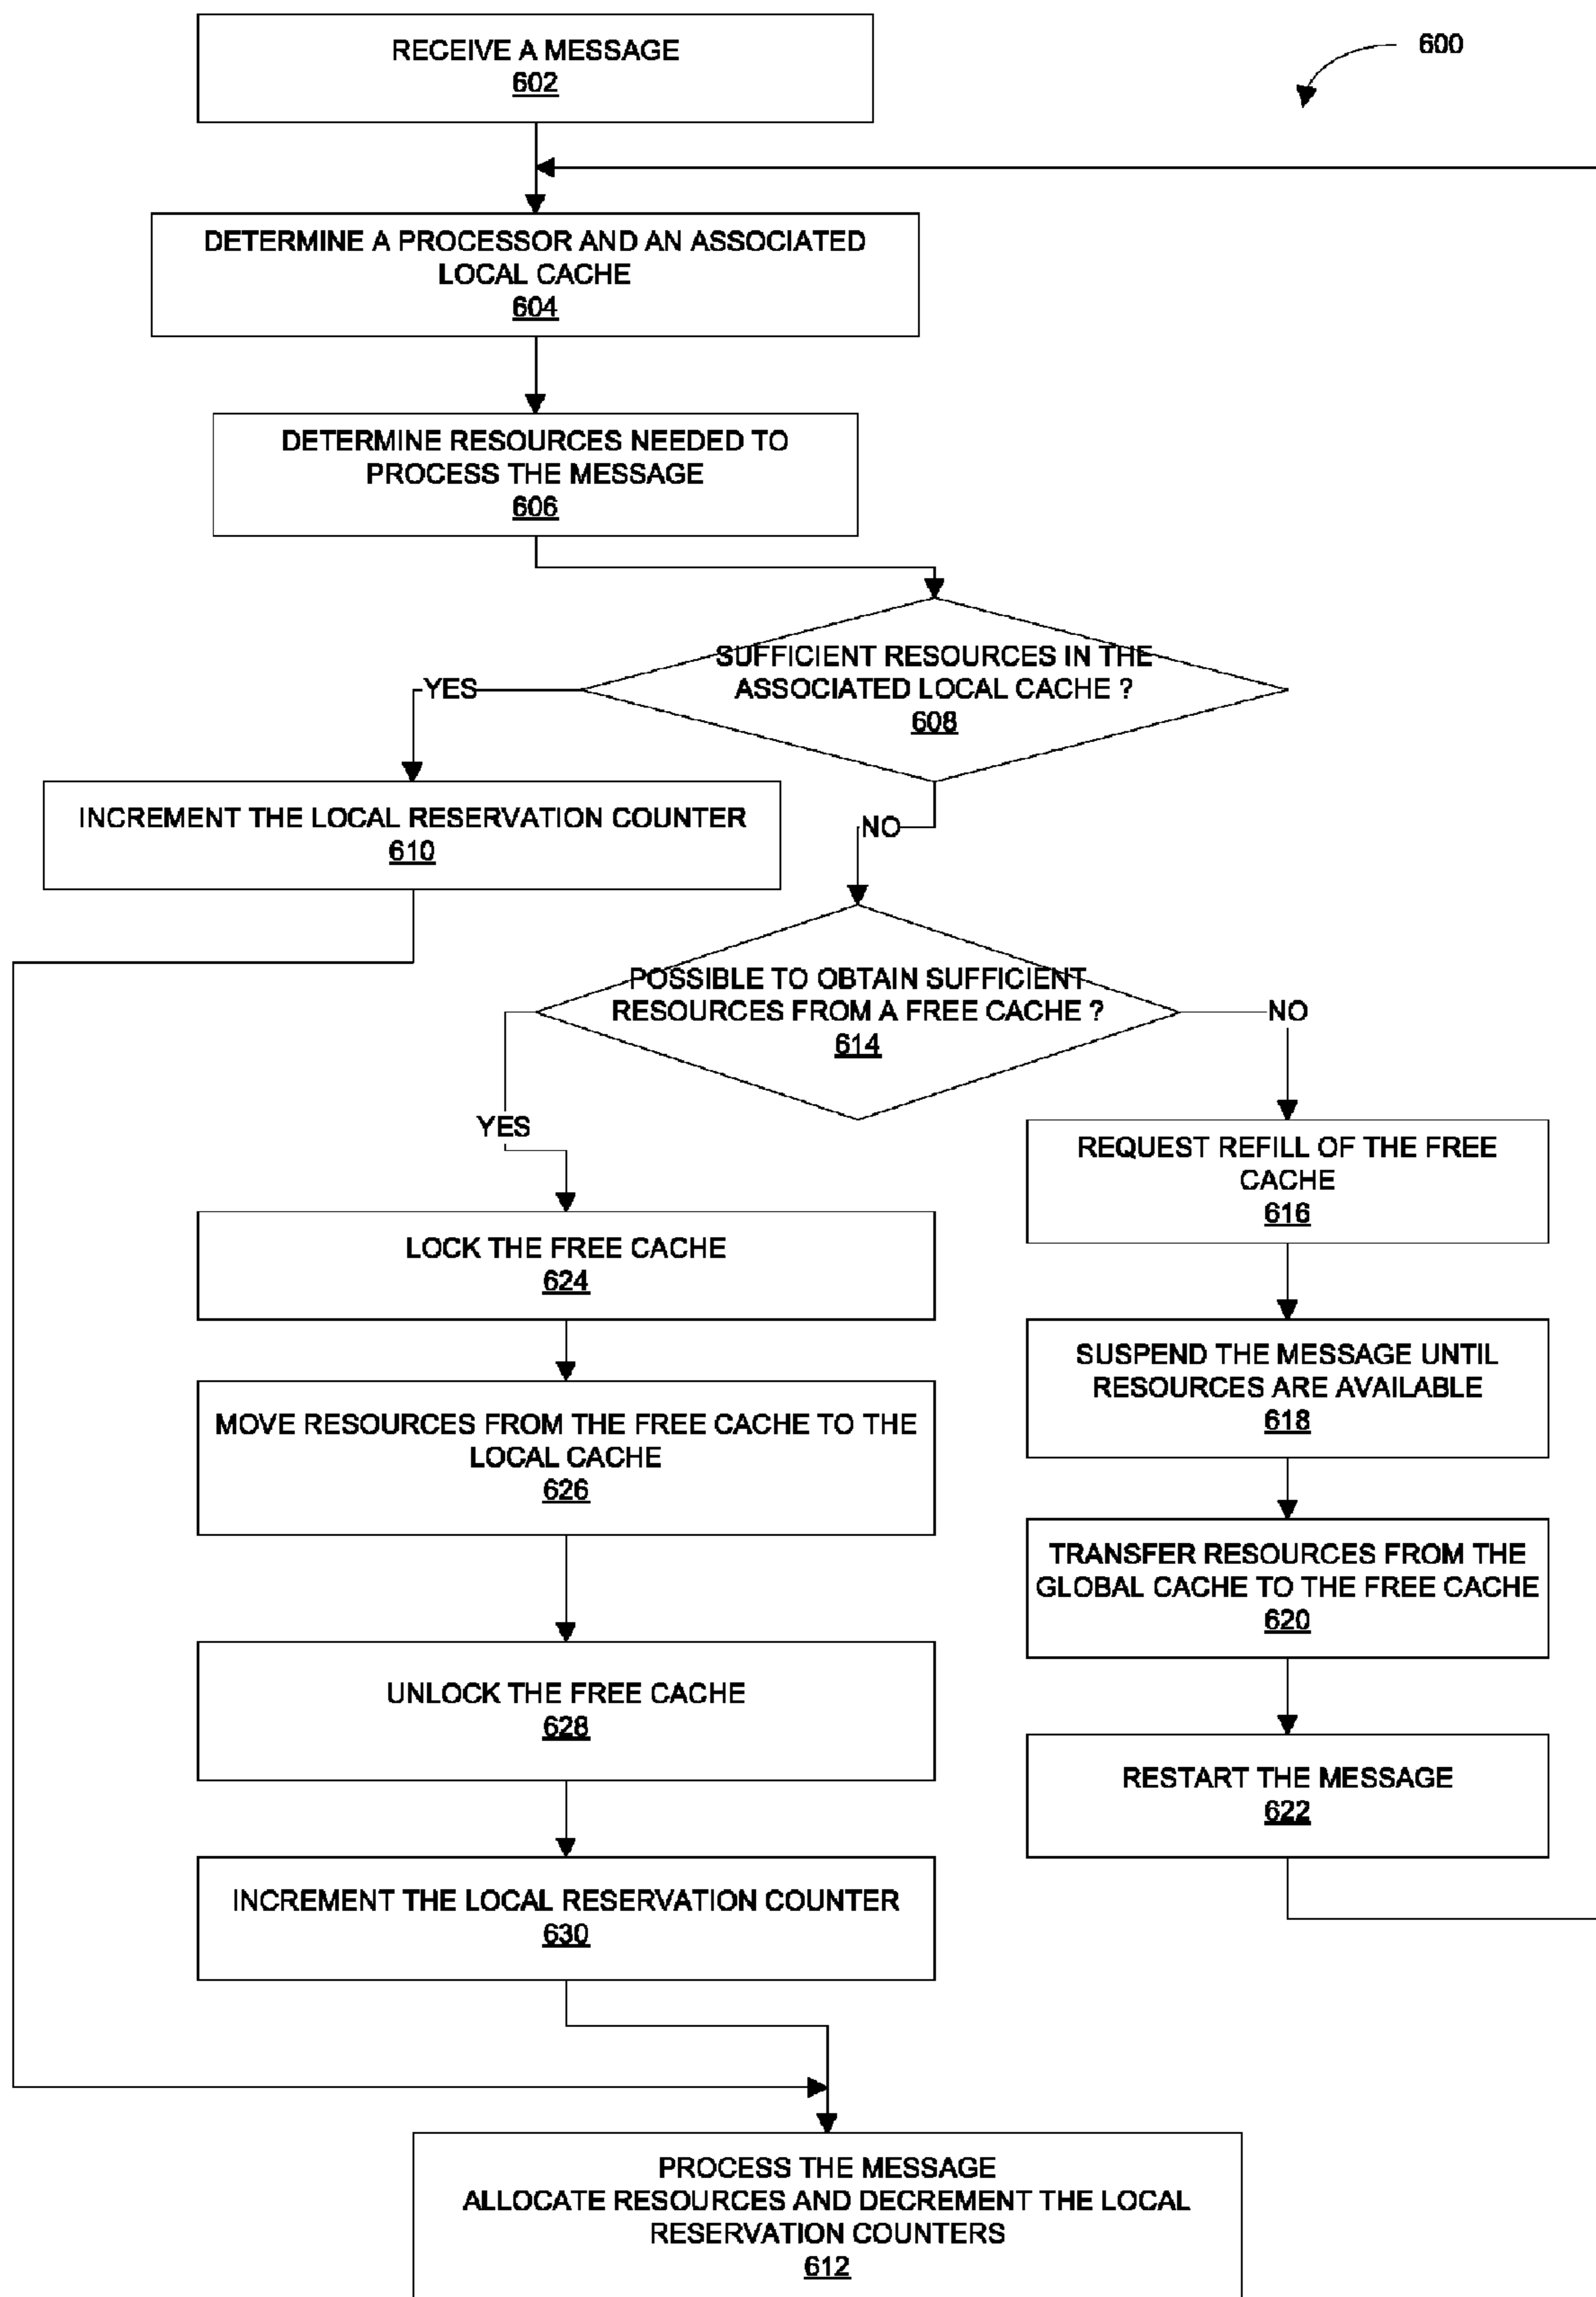 RECEIVE A MESSAGE
602
600
DETERMINE A PROCESSOR AND AN ASSOCIATED
LOCAL CACHE
604
DETERMINE RESOURCES NEEDED TO
PROCESS THE MESSAGE
606
SUFFICIENT RESOURCES IN THE
ASSOCIATED LOCAL CACHE ?
608
YES
INCREMENT THE LOCAL RESERVATION COUNTER
610
NO
POSSIBLE TO OBTAIN SUFFICIENT
RESOURCES FROM A FREE CACHE ?
614
NO
YES
REQUEST REFILL OF THE FREE
CACHE
616
LOCK THE FREE CACHE
624
SUSPEND THE MESSAGE UNTIL
RESOURCES ARE AVAILABLE
618
MOVE RESOURCES FROM THE FREE CACHE TO THE
LOCAL CACHE
626
TRANSFER RESOURCES FROM THE
GLOBAL CACHE TO THE FREE CACHE
620
UNLOCK THE FREE CACHE
628
RESTART THE MESSAGE
622
INCREMENT THE LOCAL RESERVATION COUNTER
630
PROCESS THE MESSAGE
ALLOCATE RESOURCES AND DECREMENT THE LOCAL
RESERVATION COUNTERS
612